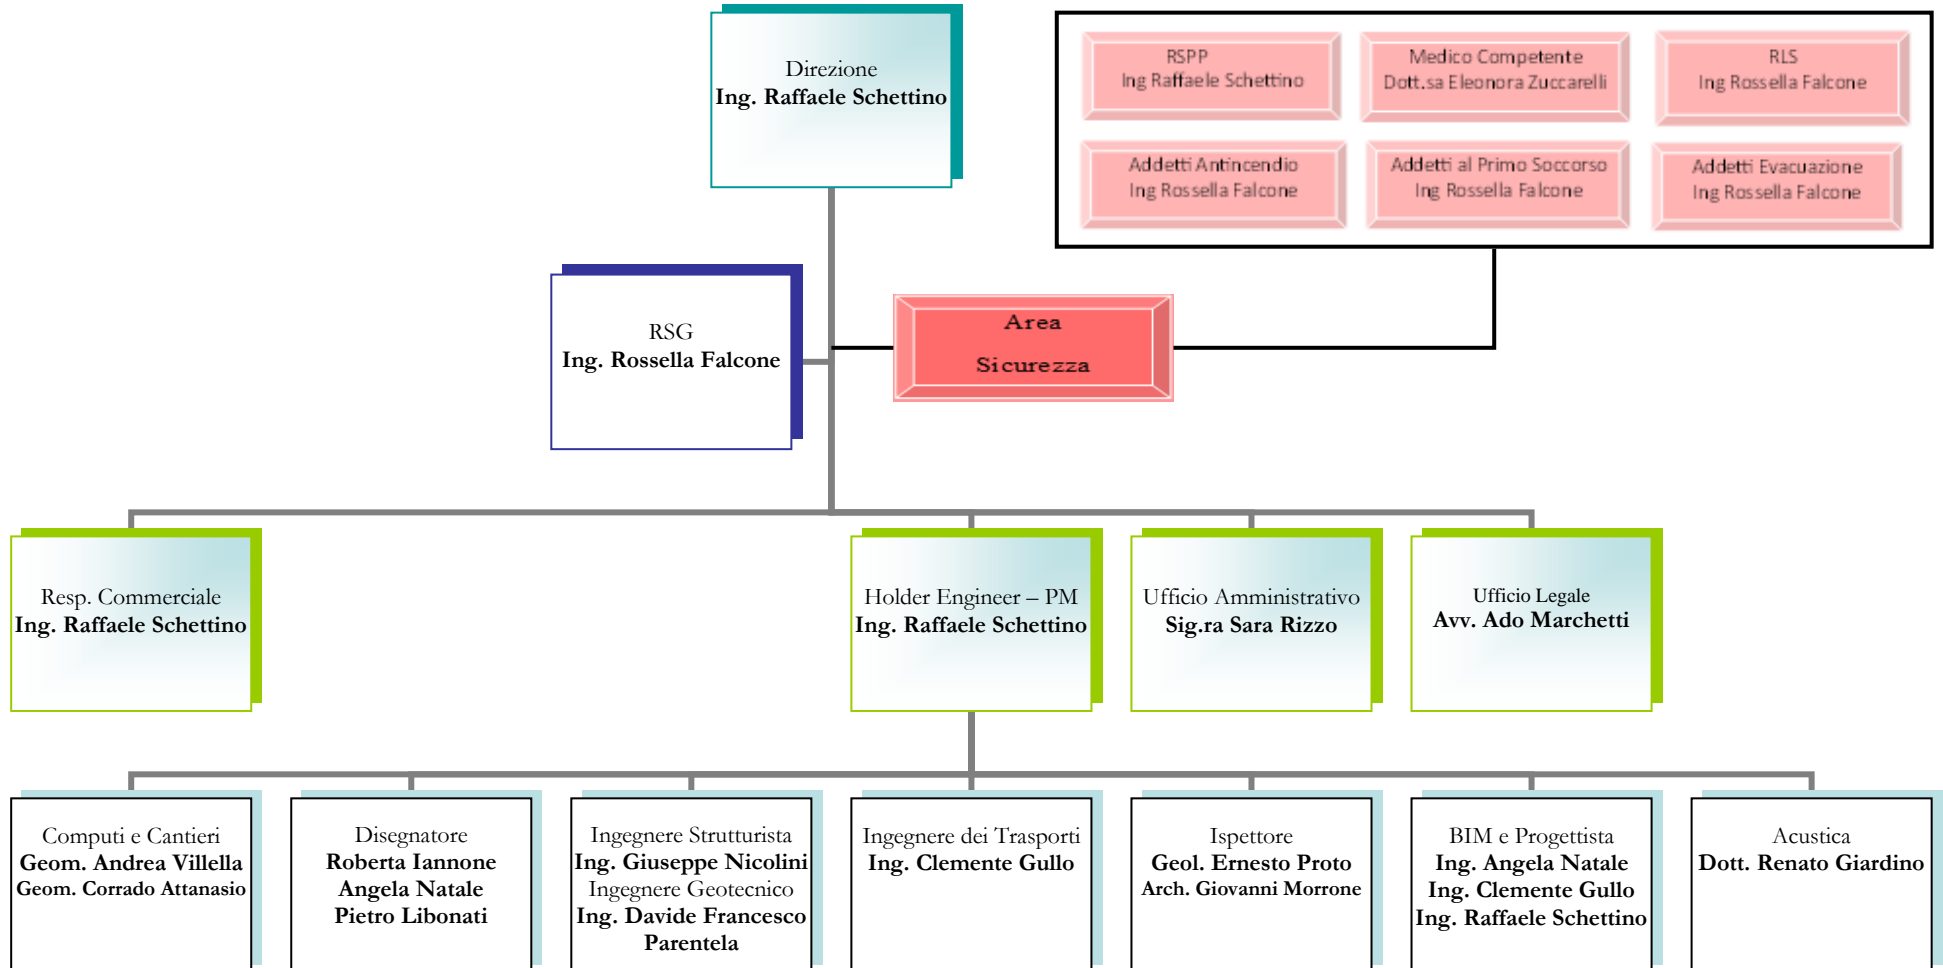 Direzione
Ing. Raffaele Schettino
RSPP
Ing Raffaele Schettino
Medico Competente
Dott.sa Eleonora Zuccarelli
RLS
Ing Rossella Falcone
Addetti Antincendio
Ing Rossella Falcone
Addetti al Primo Soccorso
Ing Rossella Falcone
Addetti Evacuazione
Ing Rossella Falcone
RSG
Ing. Rossella Falcone
Area
Sicurezza
Resp. Commerciale
Ing. Raffaele Schettino
Holder Engineer – PM
Ing. Raffaele Schettino
Ufficio Amministrativo
Sig.ra Sara Rizzo
Ufficio Legale
Avv. Ado Marchetti
Computi e Cantieri
Geom. Andrea Villella
Geom. Corrado Attanasio
Disegnatore
Roberta Iannone
Angela Natale
Pietro Libonati
Ingegnere Strutturista
Ing. Giuseppe Nicolini
Ingegnere Geotecnico
Ing. Davide Francesco
Parentela
Ingegnere dei Trasporti
Ing. Clemente Gullo
Ispettore
Geol. Ernesto Proto
Arch. Giovanni Morrone
BIM e Progettista
Ing. Angela Natale
Ing. Clemente Gullo
Ing. Raffaele Schettino
Acustica
Dott. Renato Giardino